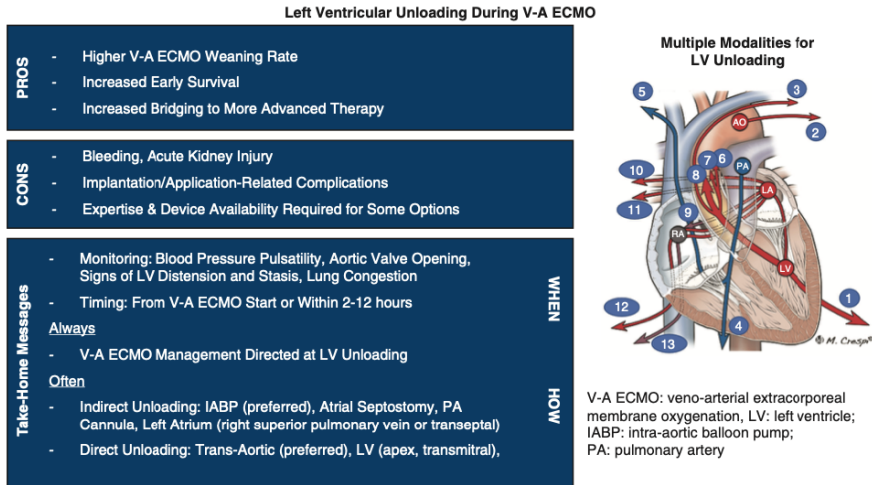 Left Ventricular Unloading During V-A ECMO
PROS
- Higher V-A ECMO Weaning Rate
- Increased Early Survival
- Increased Bridging to More Advanced Therapy
CONS
- Bleeding, Acute Kidney Injury
- Implantation/Application-Related Complications
- Expertise & Device Availability Required for Some Options
Take-Home Messages
- Monitoring: Blood Pressure Pulsatility, Aortic Valve Opening,
Signs of LV Distension and Stasis, Lung Congestion
- Timing: From V-A ECMO Start or Within 2-12 hours
WHEN
Always
- V-A ECMO Management Directed at LV Unloading
Often
- Indirect Unloading: IABP (preferred), Atrial Septostomy, PA
Cannula, Left Atrium (right superior pulmonary vein or transeptal)
- Direct Unloading: Trans-Aortic (preferred), LV (apex, transmitral),
HOW
Multiple Modalities for
LV Unloading
5
3
AO
2
7
6
PA
8
10
LA
11
9
RA
LV
1
12
4
13
© M. Crespo
V-A ECMO: veno-arterial extracorporeal
membrane oxygenation, LV: left ventricle;
IABP: intra-aortic balloon pump;
PA: pulmonary artery